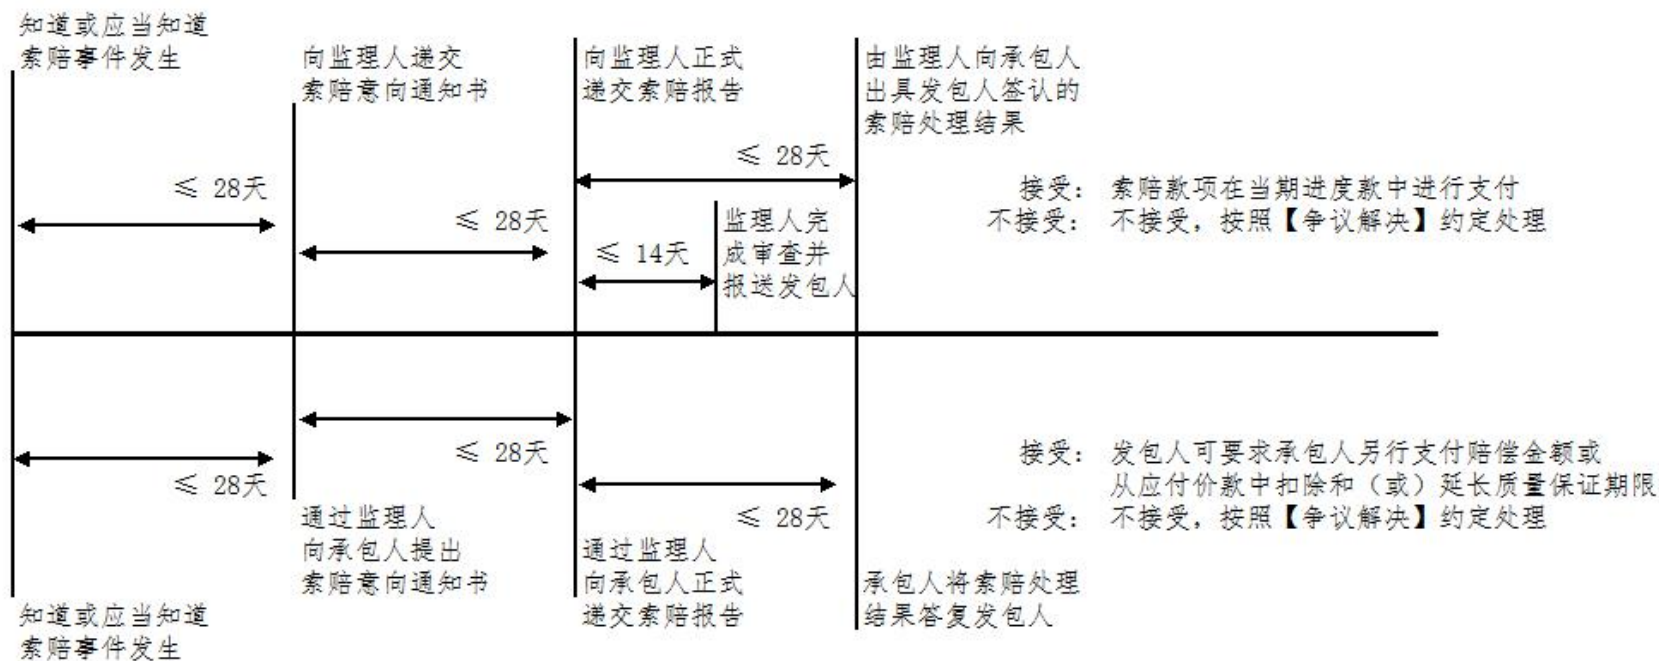 知道或应当知道
索赔事件发生
向监理人递交
索赔意向通知书
向监理人正式
递交索赔报告
由监理人向承包人
出具发包人签认的
索赔处理结果
≤ 28天
≤ 28天
≤ 28天
≤ 14天
监理人完
成审查并
报送发包人
接受： 索赔款项在当期进度款中进行支付
不接受： 不接受，按照【争议解决】约定处理
≤ 28天
≤ 28天
≤ 28天
接受： 发包人可要求承包人另行支付赔偿金额或
从应付价款中扣除和（或）延长质量保证期限
不接受： 不接受，按照【争议解决】约定处理
知道或应当知道
索赔事件发生
通过监理人
向承包人提出
索赔意向通知书
通过监理人
向承包人正式
递交索赔报告
承包人将索赔处理
结果答复发包人